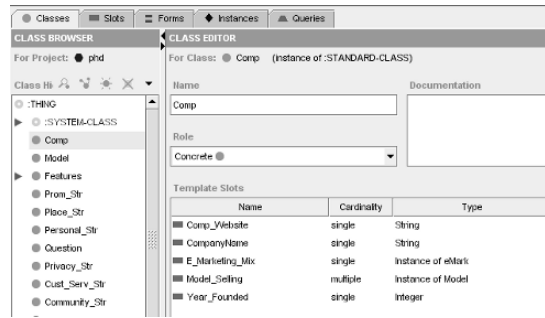 Classes Slots Forms Instances Queries
CLASS BROWSER
For Project: phd
Class Hi
:THING
:SYSTEM-CLASS
Comp
Model
Features
Prom_Str
Place_Str
Personal_Str
Question
Privacy_Str
Cust_Serv_Str
Community_Str
CLASS EDITOR
For Class: Comp (instance of :STANDARD-CLASS)
Name Documentation
Comp
Role
Concrete
Template Slots
Name Cardinality Type
Comp_Website single String
CompanyName single String
E_Marketing_Mix single Instance of eMark
Model_Selling multiple Instance of Model
Year_Founded single Integer